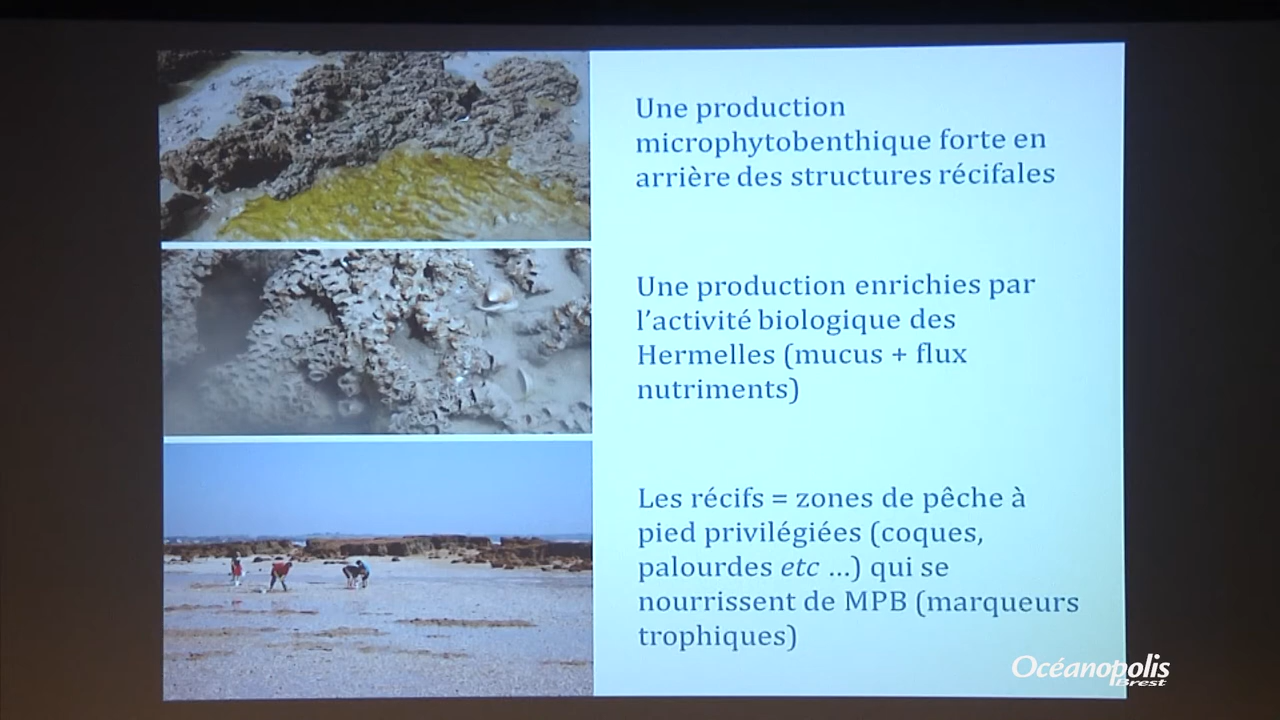 Une production
microphytobenthique forte en
arrière des structures récifales
Une production enrichies par
l'activité biologique des
Hermelles (mucus + flux
nutriments)
Les récifs = zones de pêche à
pied privilégiées (coques,
palourdes etc ...) qui se
nourrissent de MPB (marqueurs
trophiques)
Océanopolis
Brest